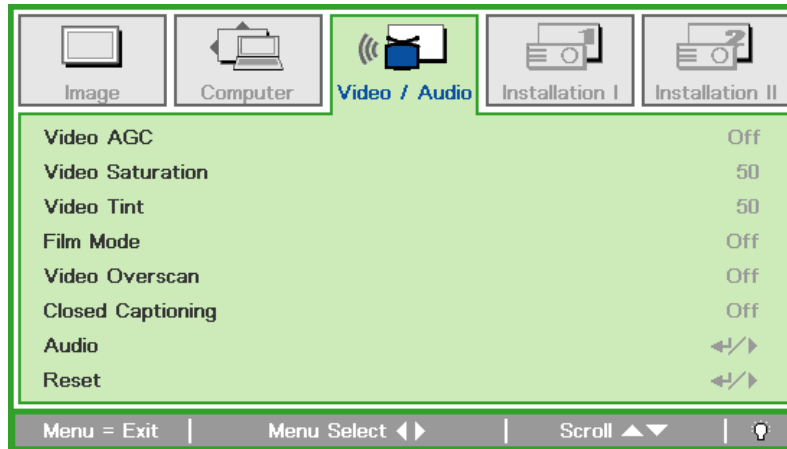 Image Computer Video / Audio Installation I Installation II
Video AGC Off
Video Saturation 50
Video Tint 50
Film Mode Off
Video Overscan Off
Closed Captioning Off
Audio ↵/▶
Reset ↵/▶
Menu = Exit | Menu Select ◀▶ | Scroll ▲▼ |